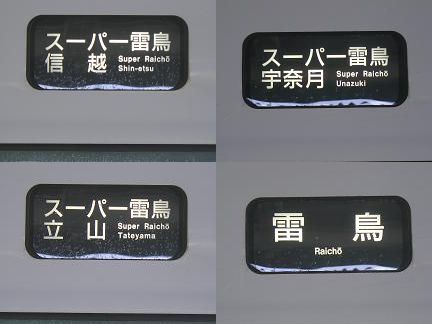 スーパー雷鳥
信越 Super Raichō
Shin-etsu
スーパー雷鳥
宇奈月 Super Raichō
Unazuki
スーパー雷鳥
立山 Super Raichō
Tateyama
雷鳥
Raichō